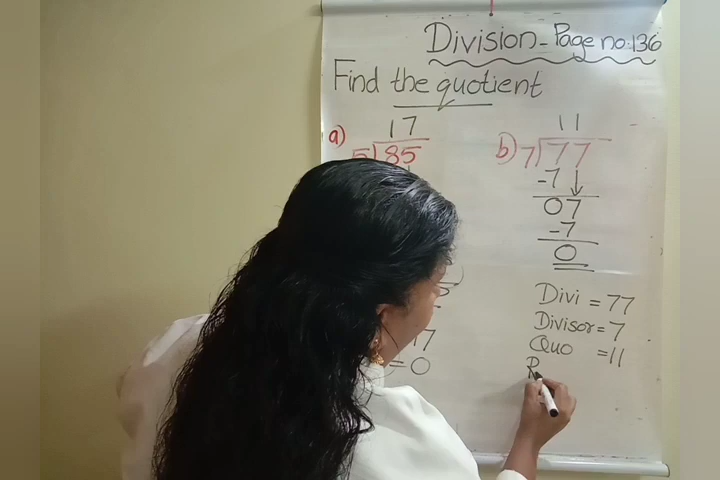 Division - Page no: 136
Find the quotient
17
a) 5 85
= 0
11
b) 7 77
-7
07
-7
0
Divi = 77
Divisor = 7
Quo = 11
R